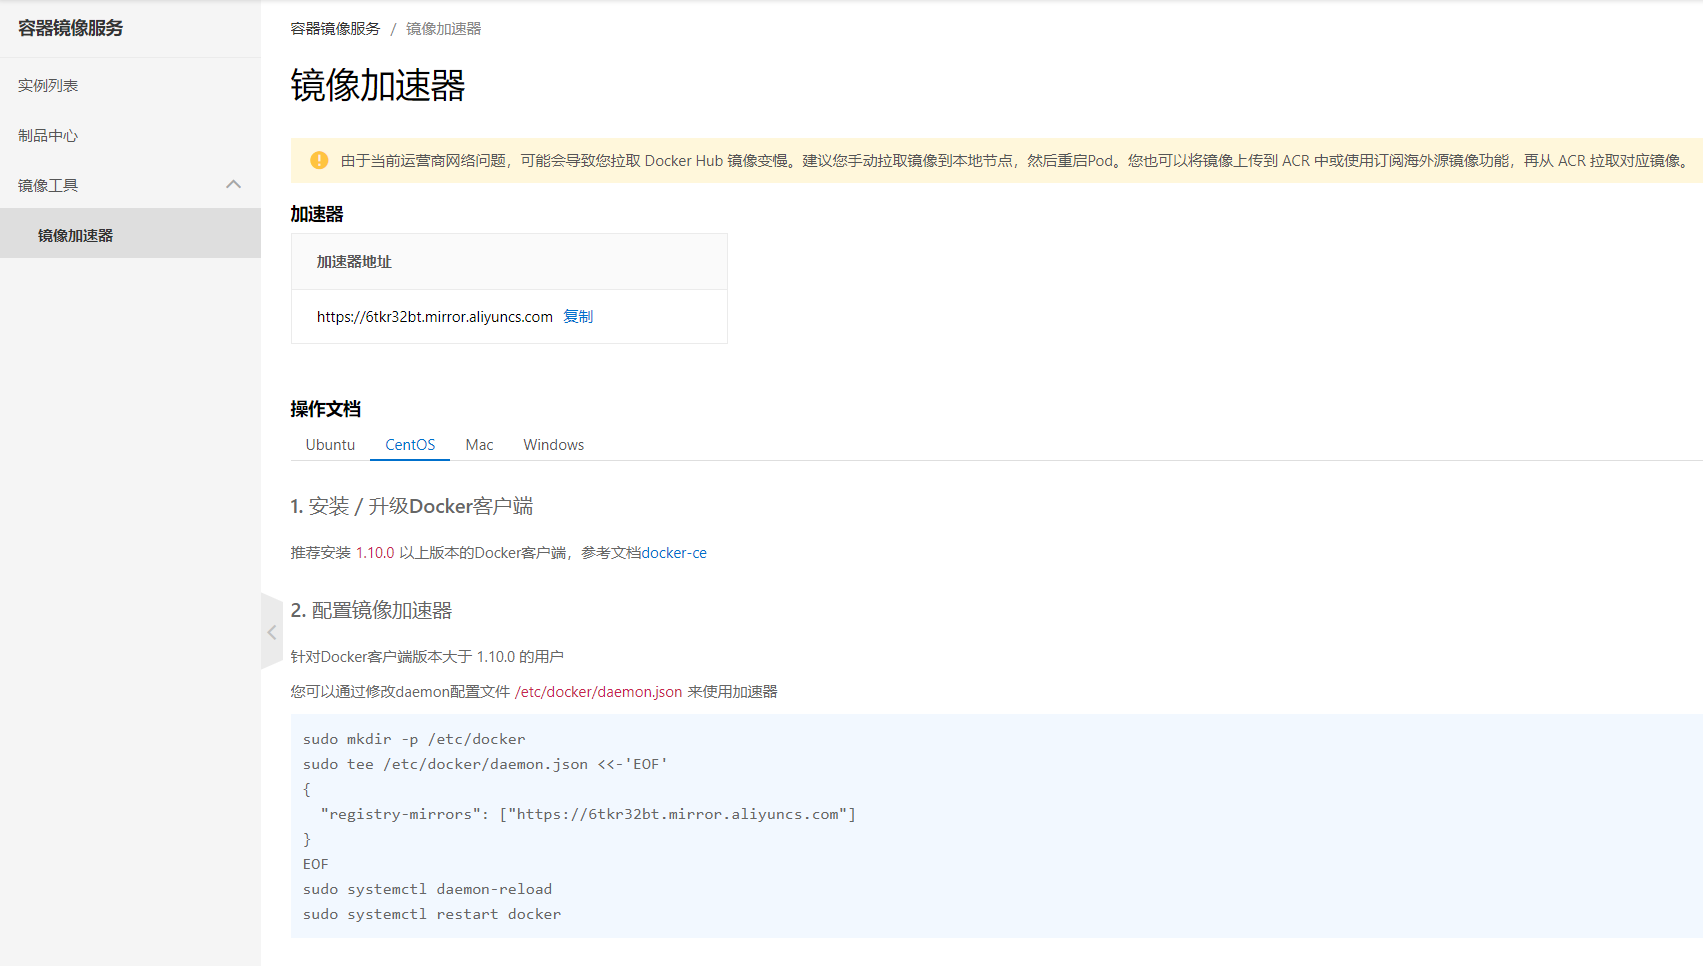 容器镜像服务
实例列表
制品中心
镜像工具
镜像加速器
容器镜像服务 / 镜像加速器
镜像加速器
由于当前运营商网络问题，可能会导致您拉取 Docker Hub 镜像变慢。建议您手动拉取镜像到本地节点，然后重启Pod。您也可以将镜像上传到 ACR 中或使用订阅海外源镜像功能，再从 ACR 拉取对应镜像。
加速器
加速器地址
https://6tkr32bt.mirror.aliyuncs.com 复制
操作文档
Ubuntu CentOS Mac Windows
1. 安装 / 升级Docker客户端
推荐安装 1.10.0 以上版本的Docker客户端，参考文档docker-ce
2. 配置镜像加速器
针对Docker客户端版本大于 1.10.0 的用户
您可以通过修改daemon配置文件 /etc/docker/daemon.json 来使用加速器
sudo mkdir -p /etc/docker
sudo tee /etc/docker/daemon.json <<-'EOF'
{
  "registry-mirrors": ["https://6tkr32bt.mirror.aliyuncs.com"]
}
EOF
sudo systemctl daemon-reload
sudo systemctl restart docker